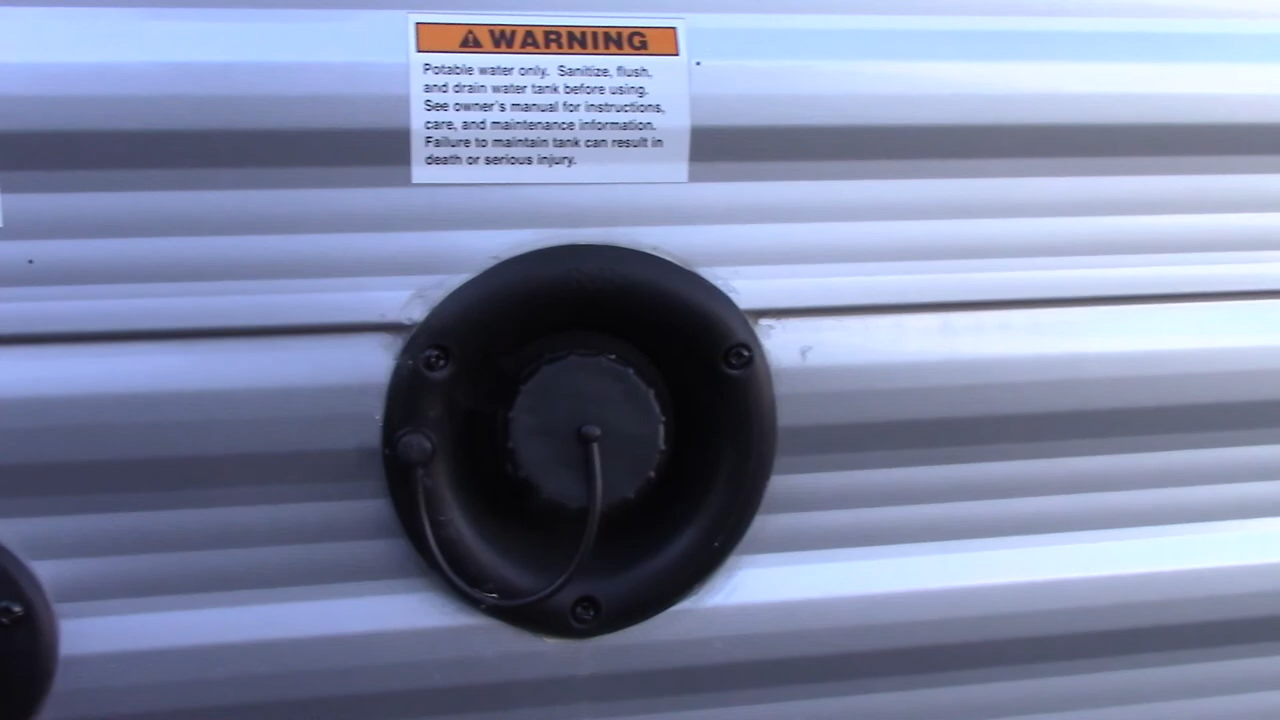 WARNING
Potable water only. Sanitize, flush,
and drain water tank before using.
See owner's manual for instructions,
care, and maintenance information.
Failure to maintain tank can result in
death or serious injury.